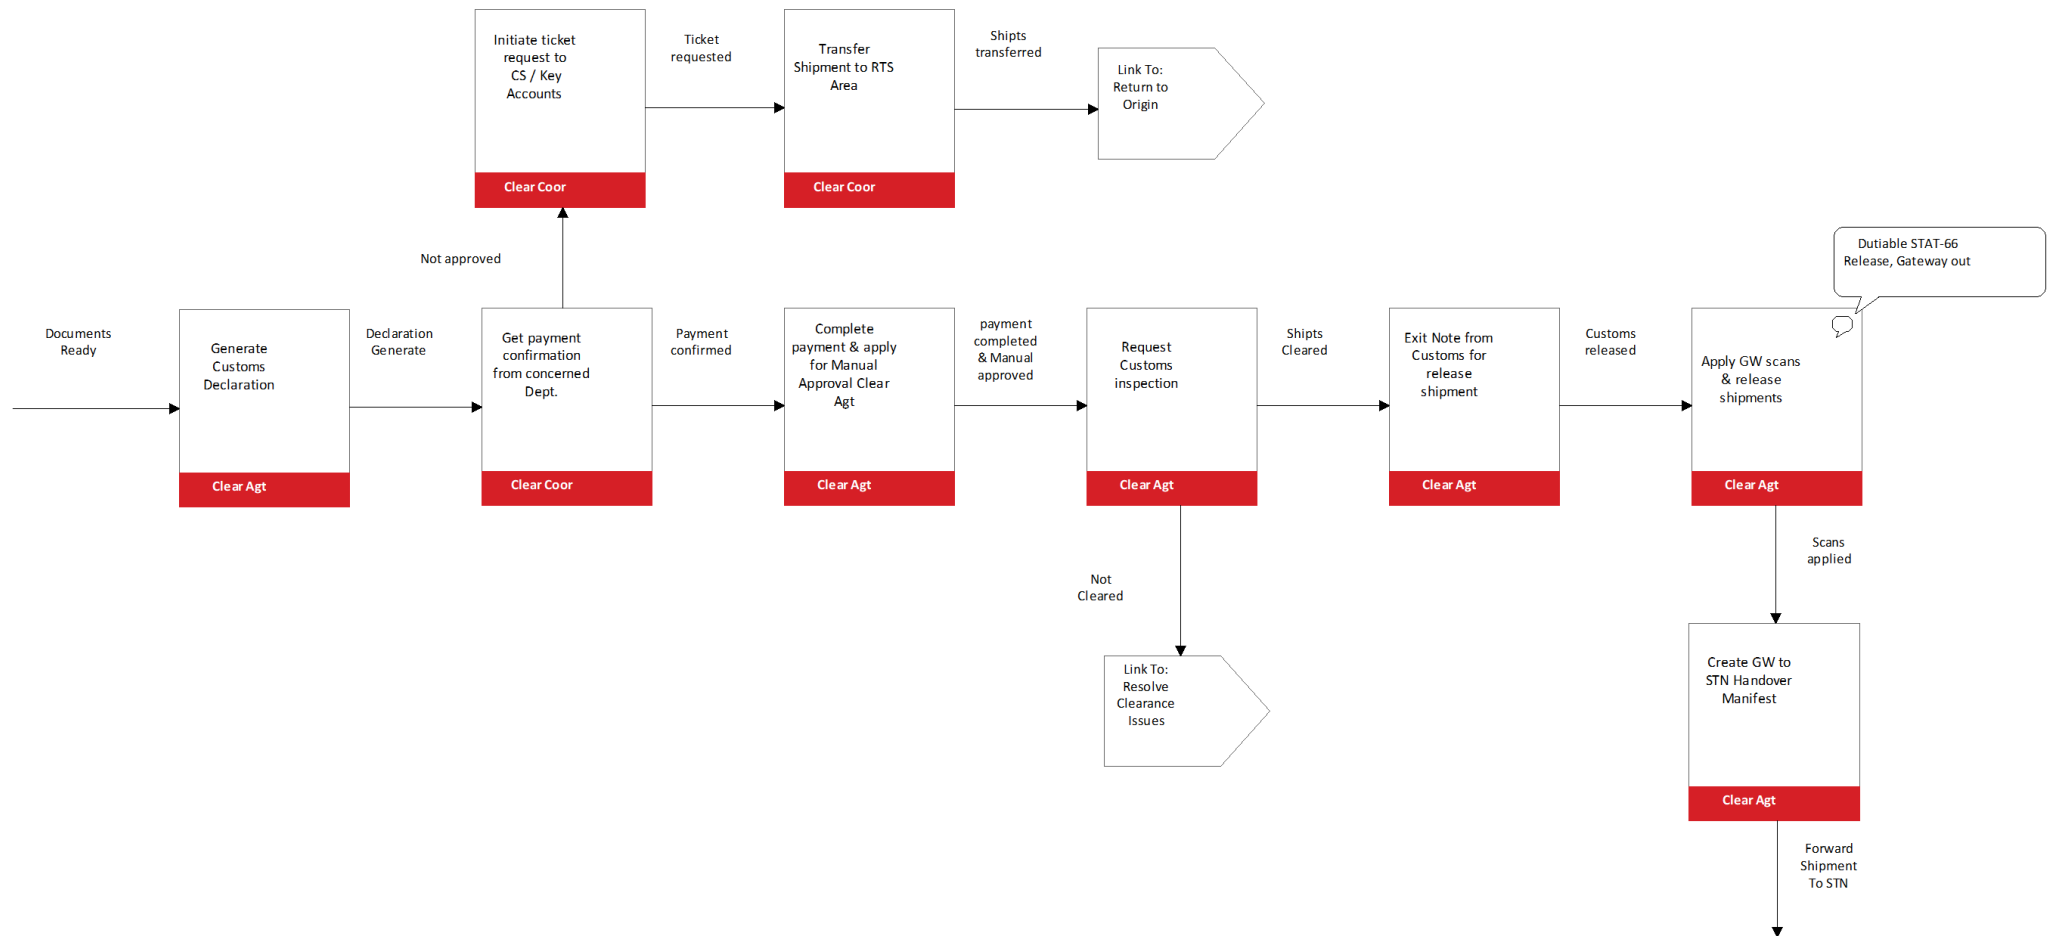 Initiate ticket
request to
CS / Key
Accounts
Clear Coor
Ticket
requested
Transfer
Shipment to RTS
Area
Clear Coor
Shipts
transferred
Link To:
Return to
Origin
Not approved
Dutiable STAT-66
Release, Gateway out
Documents
Ready
Generate
Customs
Declaration
Clear Agt
Declaration
Generate
Get payment
confirmation
from concerned
Dept.
Clear Coor
Payment
confirmed
Complete
payment & apply
for Manual
Approval Clear
Agt
Clear Agt
payment
completed
& Manual
approved
Request
Customs
inspection
Clear Agt
Shipts
Cleared
Exit Note from
Customs for
release
shipment
Clear Agt
Customs
released
Apply GW scans
& release
shipments
Clear Agt
Not
Cleared
Link To:
Resolve
Clearance
Issues
Scans
applied
Create GW to
STN Handover
Manifest
Clear Agt
Forward
Shipment
To STN